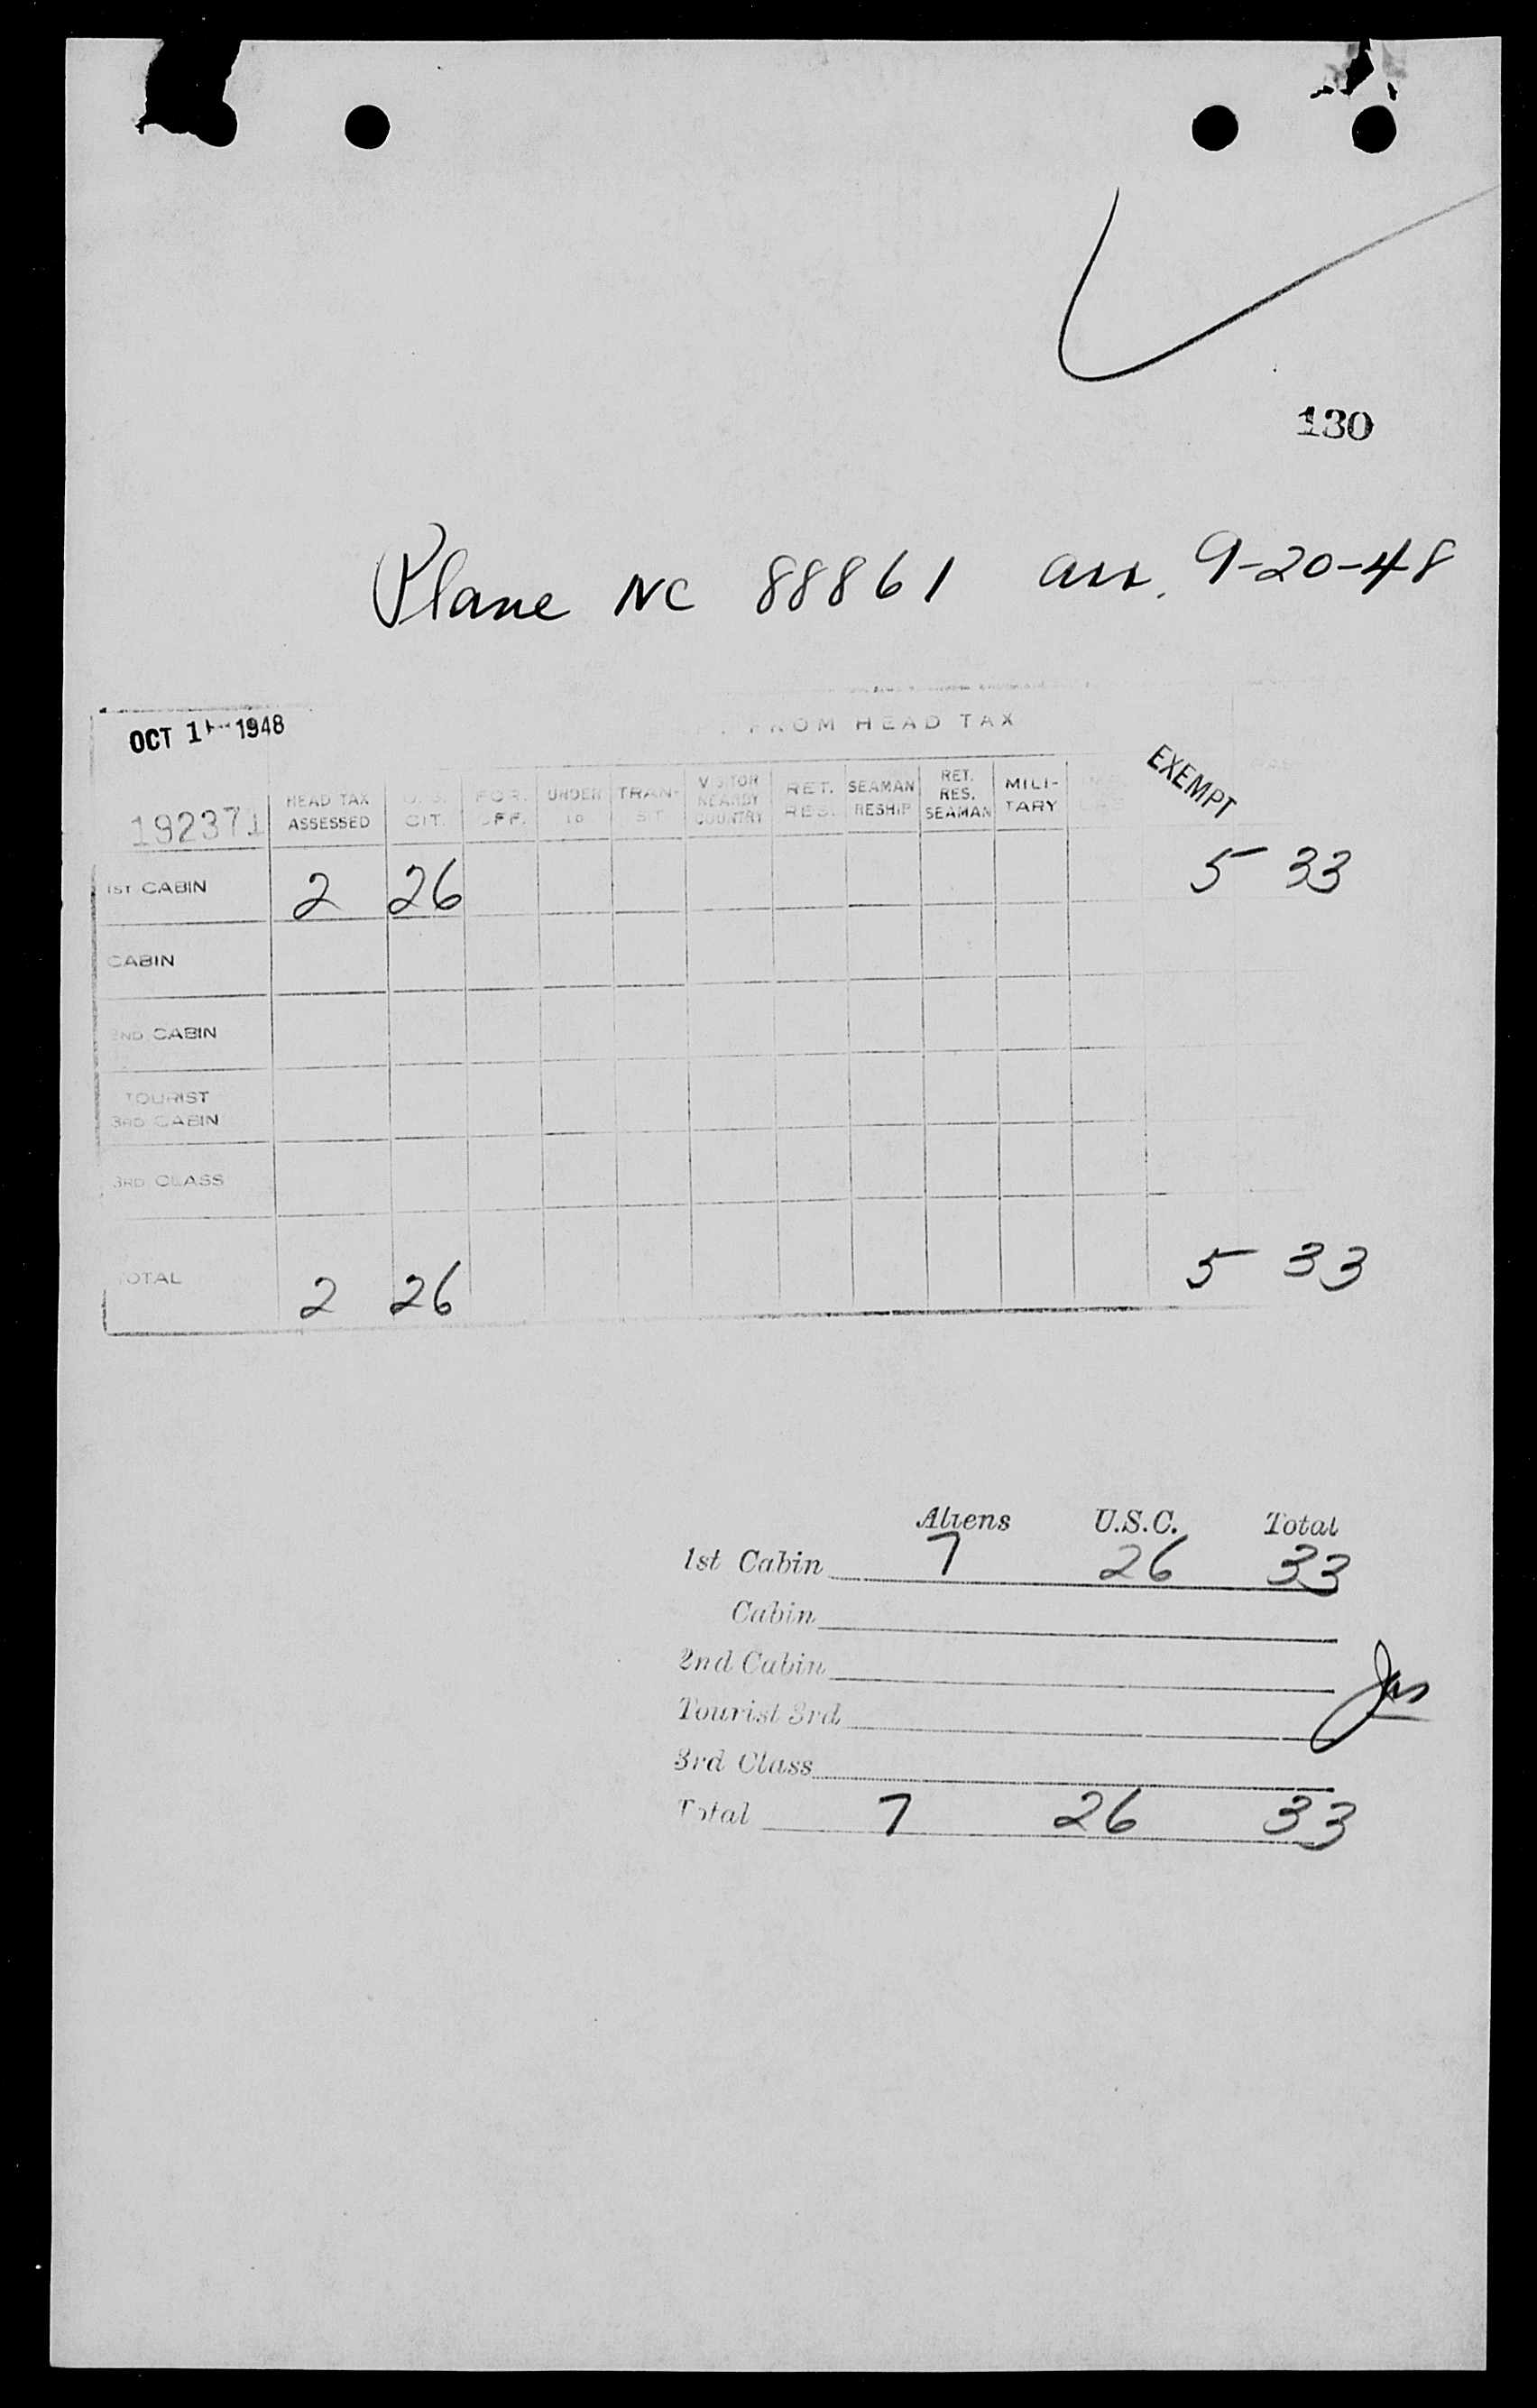 130
Plane NC 88861 arr. 9-20-48
OCT 1 1948
FROM HEAD TAX
192371
HEAD TAX ASSESSED
U.S. CIT.
FOR. OFF.
UNDER 16
TRAN- SIT
VISITOR NEARBY COUNTRY
RET. RES.
SEAMAN RESHIP
RET. RES. SEAMAN
MILI- TARY
EXEMPT
1ST CABIN 2 26 5 33
CABIN
2ND CABIN
TOURIST
3RD CABIN
3RD CLASS
TOTAL 2 26 5 33
Aliens U.S.C. Total
1st Cabin 7 26 33
Cabin
2nd Cabin
Tourist 3rd
3rd Class
Total 7 26 33